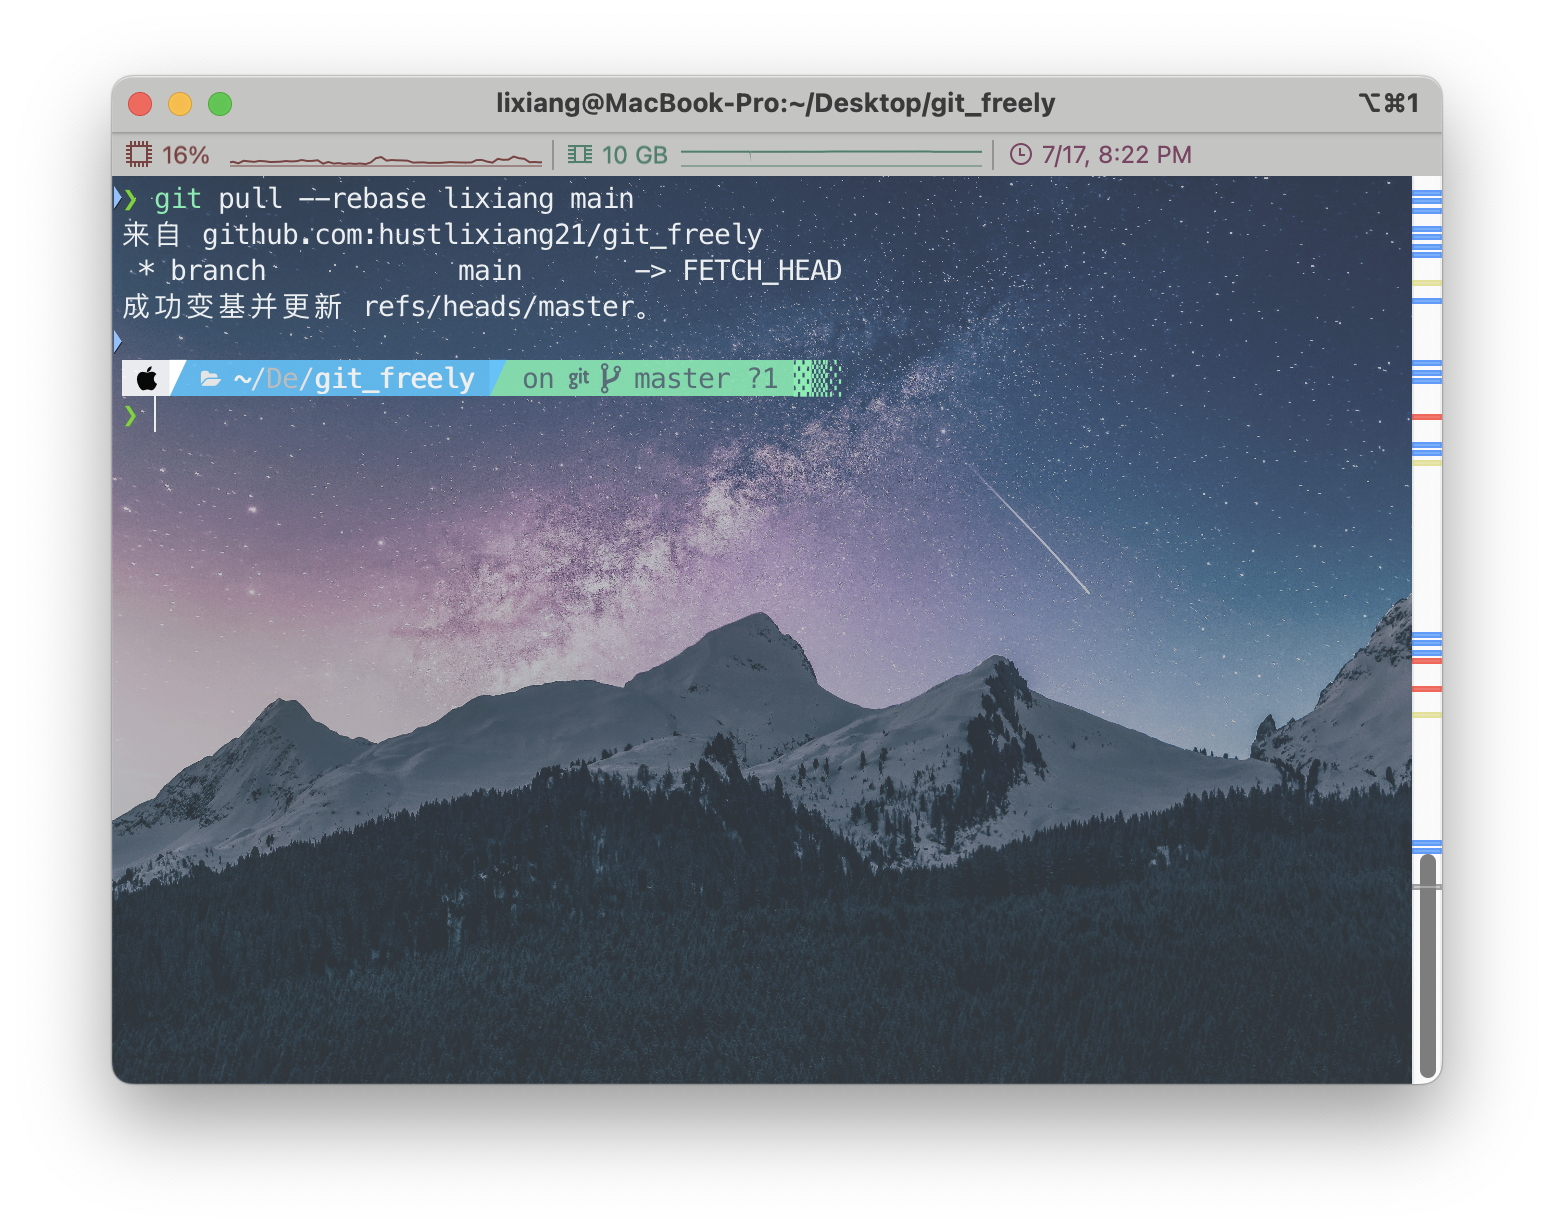 lixiang@MacBook-Pro:~/Desktop/git_freely
⌥⌘1
16%
10 GB
7/17, 8:22 PM
❯ git pull --rebase lixiang main
来自 github.com:hustlixiang21/git_freely
* branch main -> FETCH_HEAD
成功变基并更新 refs/heads/master。
~/De/git_freely on git master ?1
❯